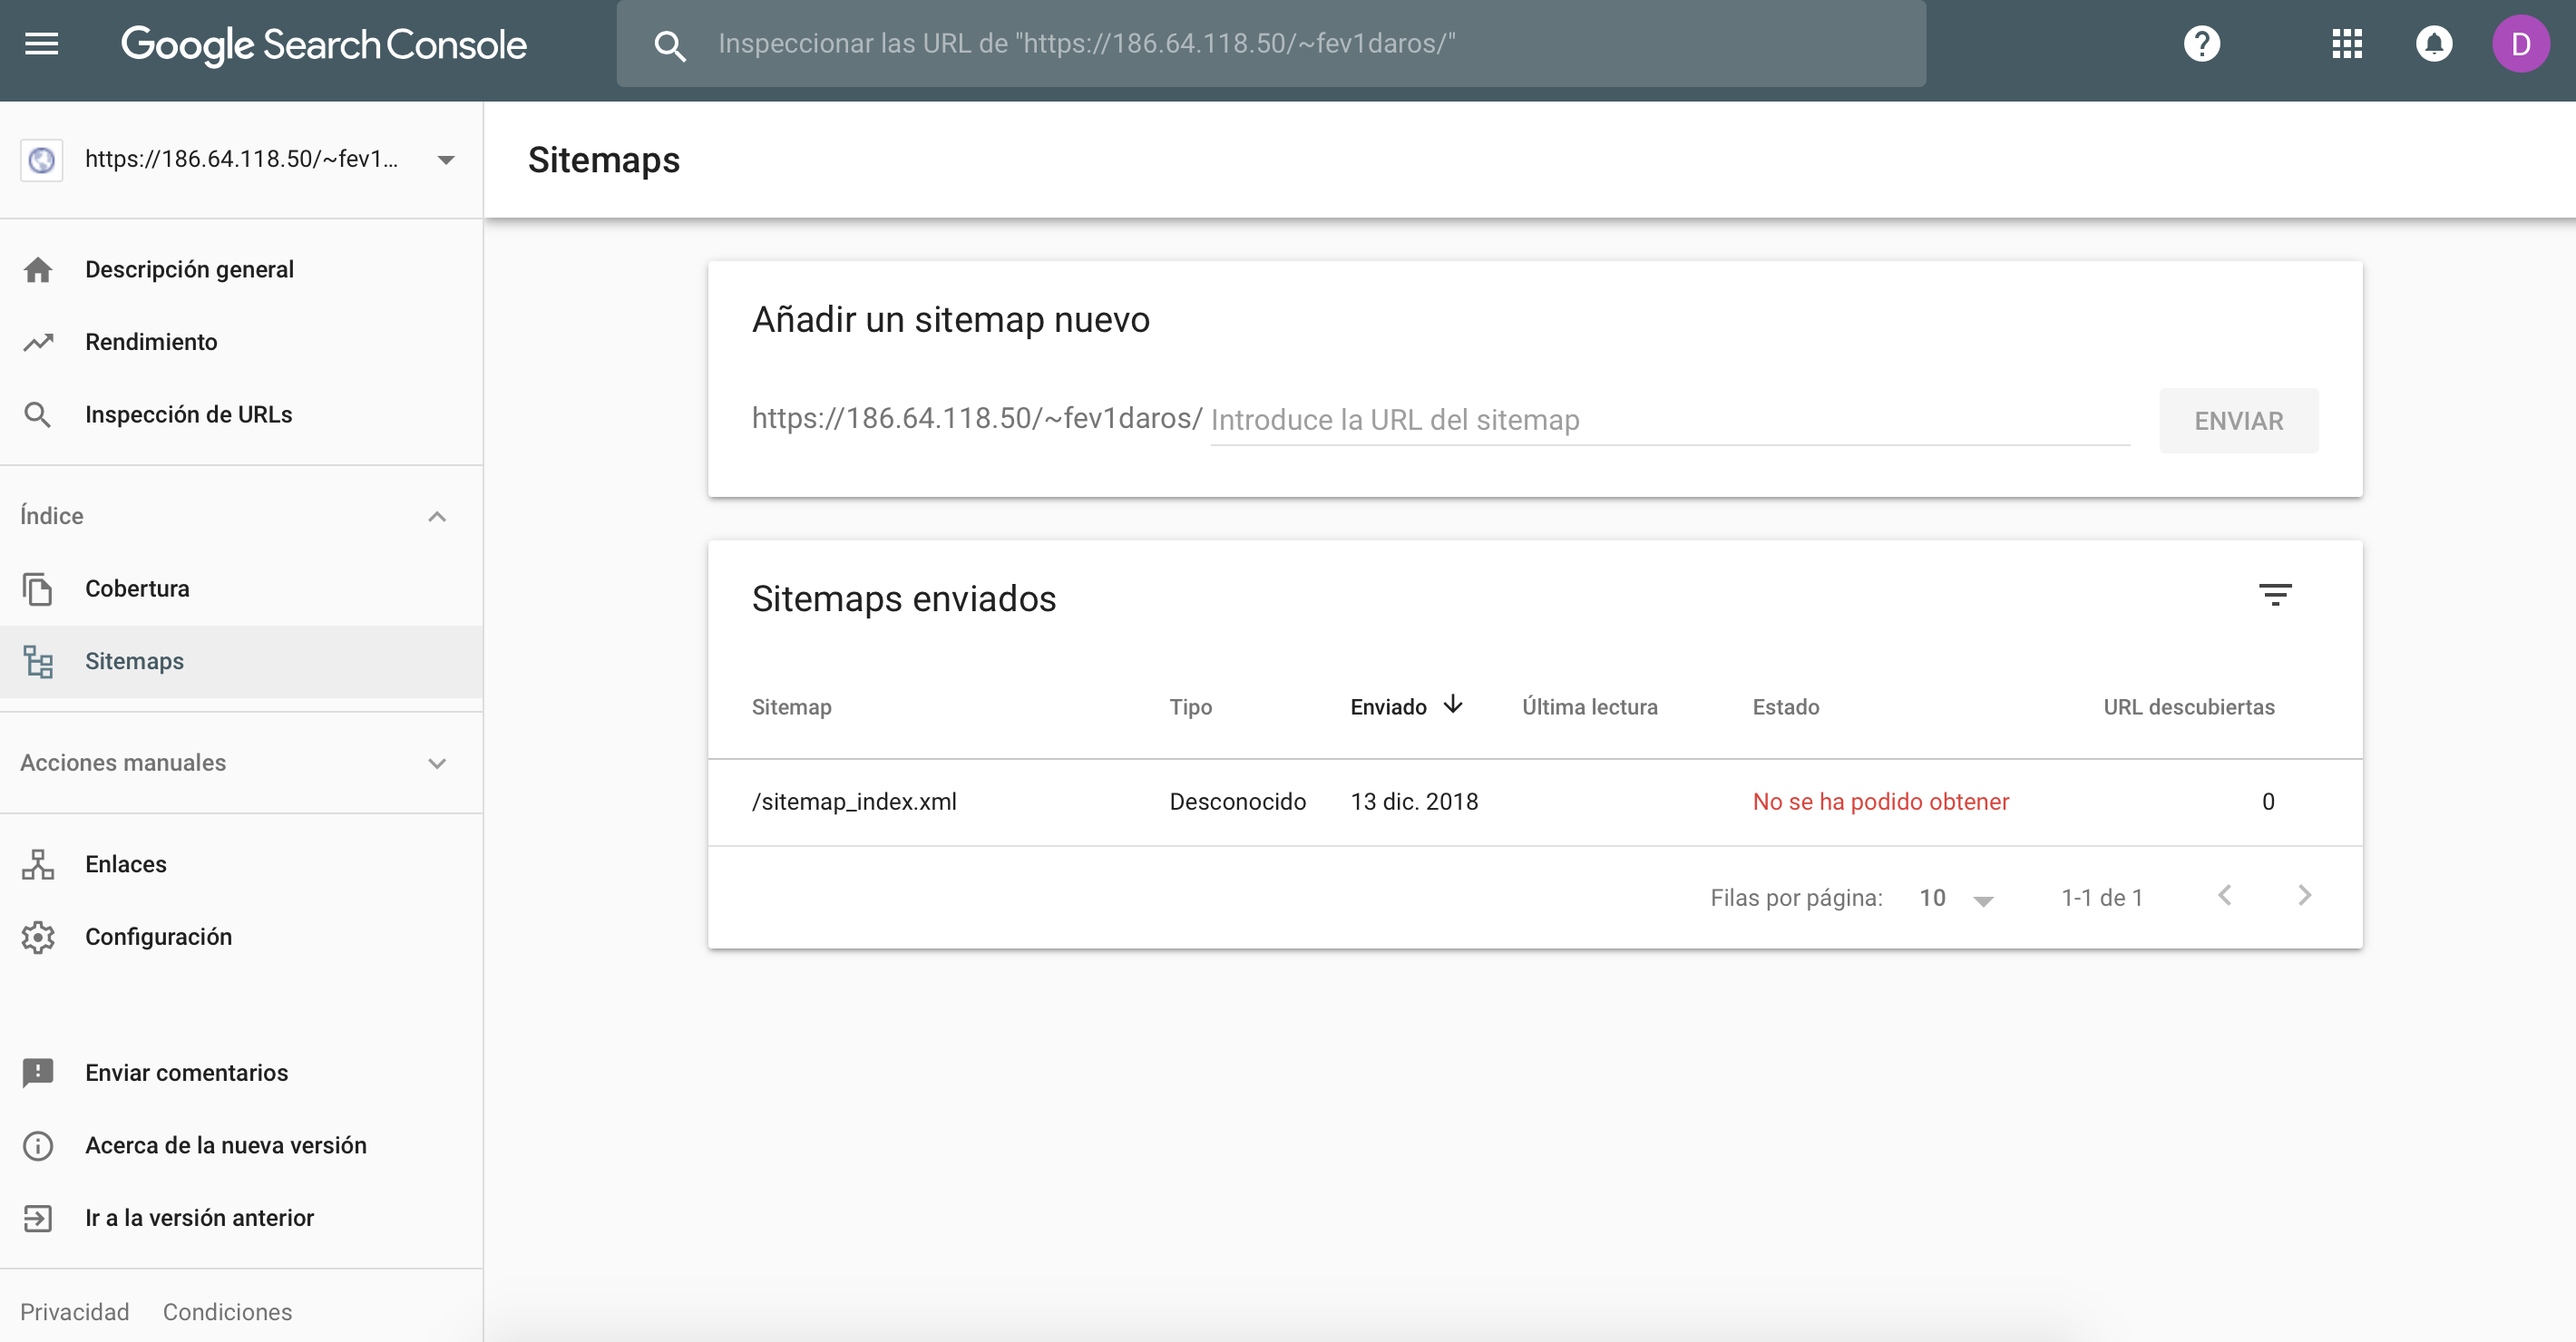 Google Search Console
Inspeccionar las URL de "https://186.64.118.50/~fev1daros/"
D
https://186.64.118.50/~fev1...
Sitemaps
Descripción general
Rendimiento
Inspección de URLs
Índice
Cobertura
Sitemaps
Acciones manuales
Enlaces
Configuración
Enviar comentarios
Acerca de la nueva versión
Ir a la versión anterior
Privacidad Condiciones
Añadir un sitemap nuevo
https://186.64.118.50/~fev1daros/ Introduce la URL del sitemap
ENVIAR
Sitemaps enviados
Sitemap Tipo Enviado Última lectura Estado URL descubiertas
/sitemap_index.xml Desconocido 13 dic. 2018 No se ha podido obtener 0
Filas por página: 10 1-1 de 1